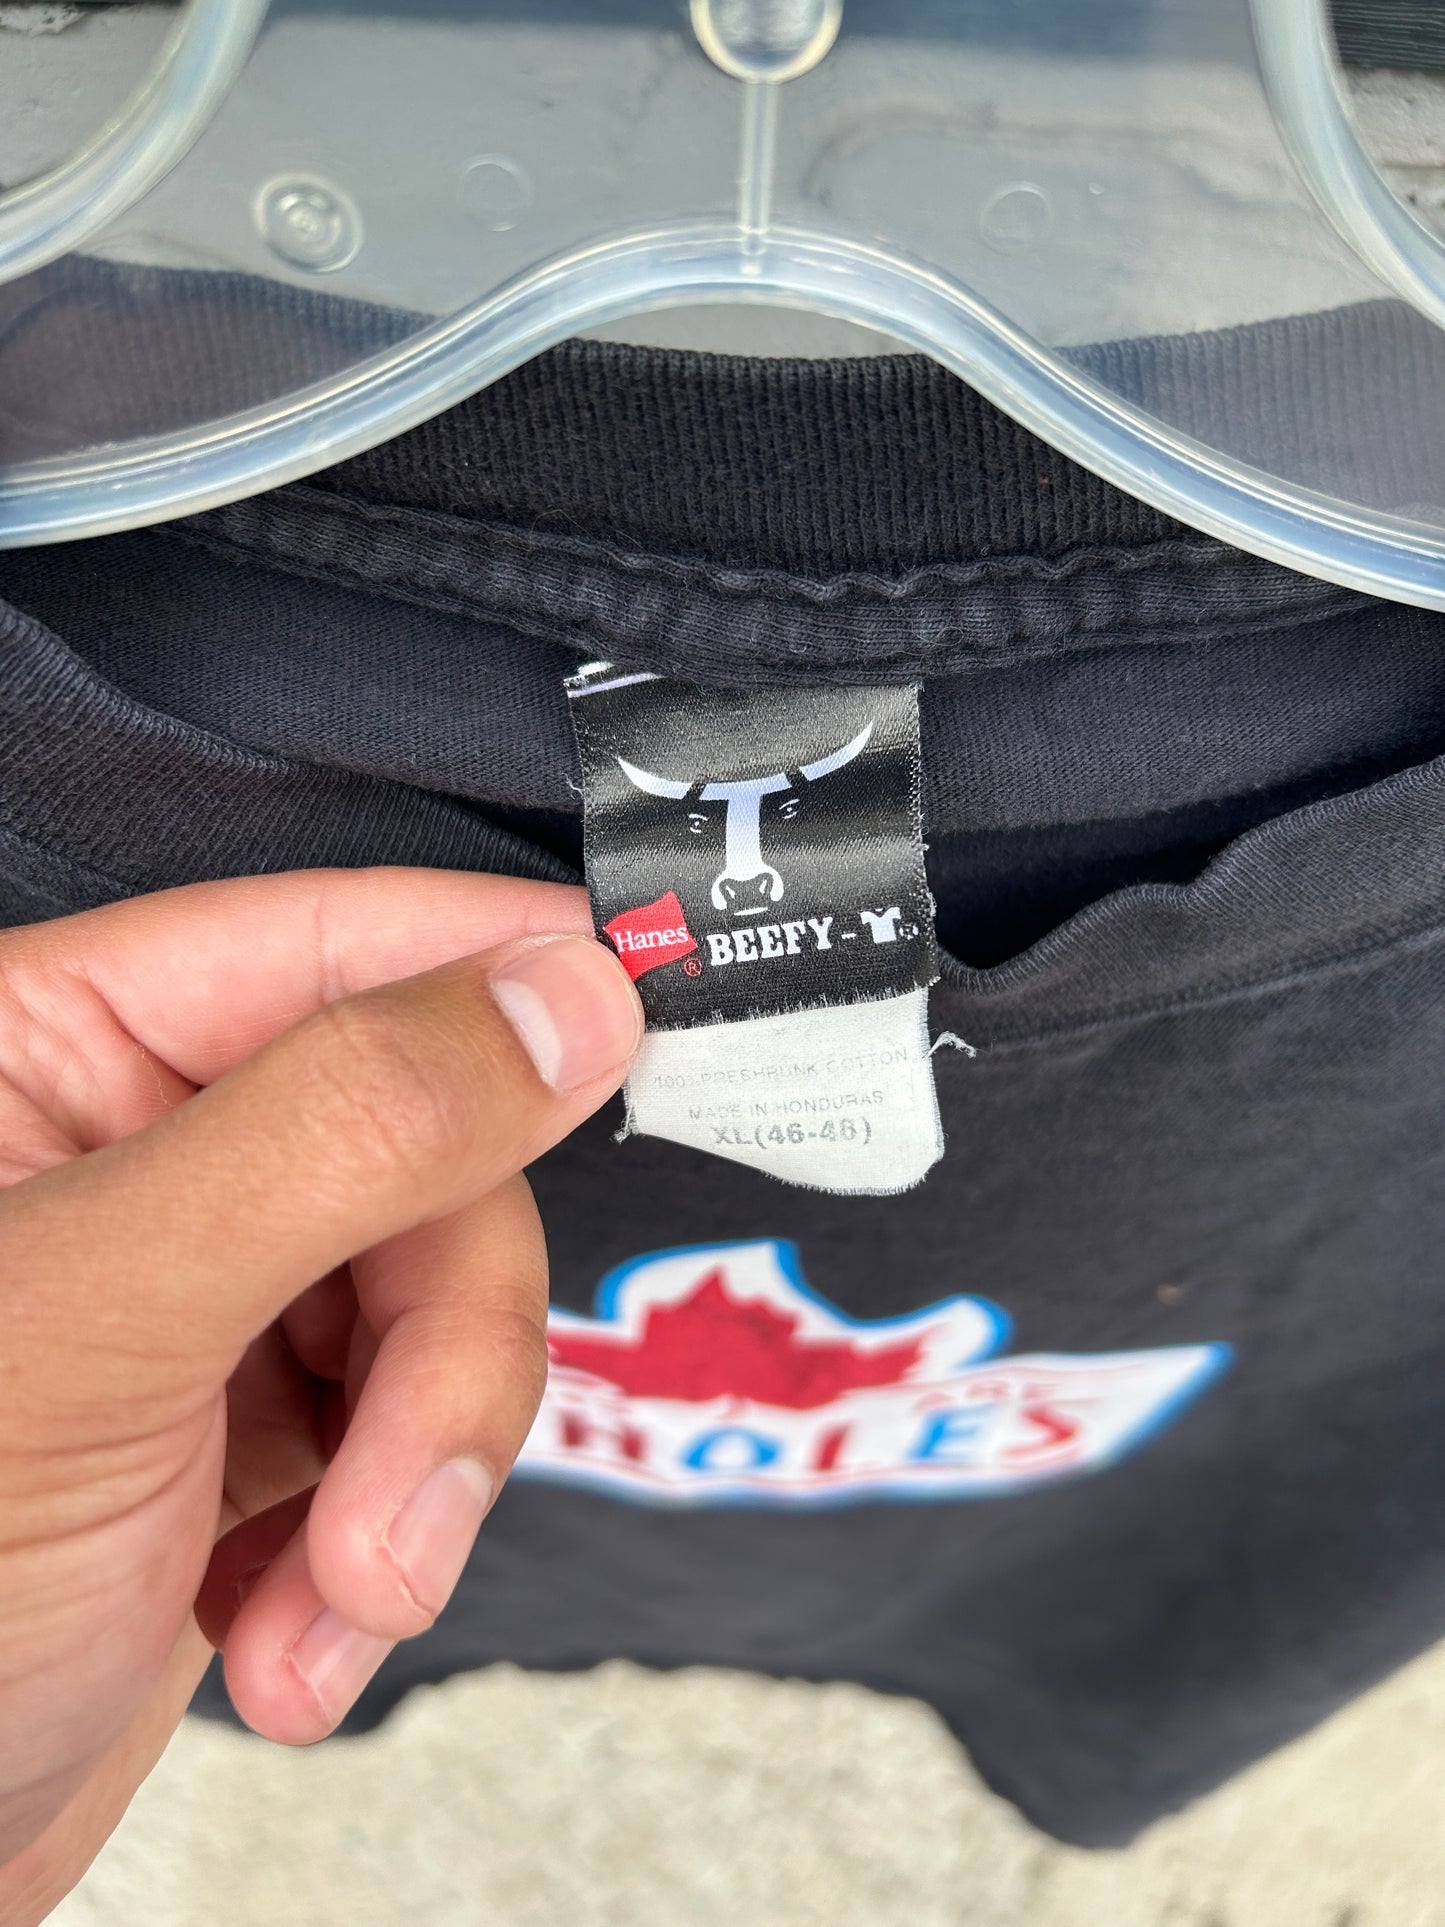 Hanes
®
BEEFY-
100% PRESHRUNK COTTON
MADE IN HONDURAS
XL(46-48)
ARE
HOLES